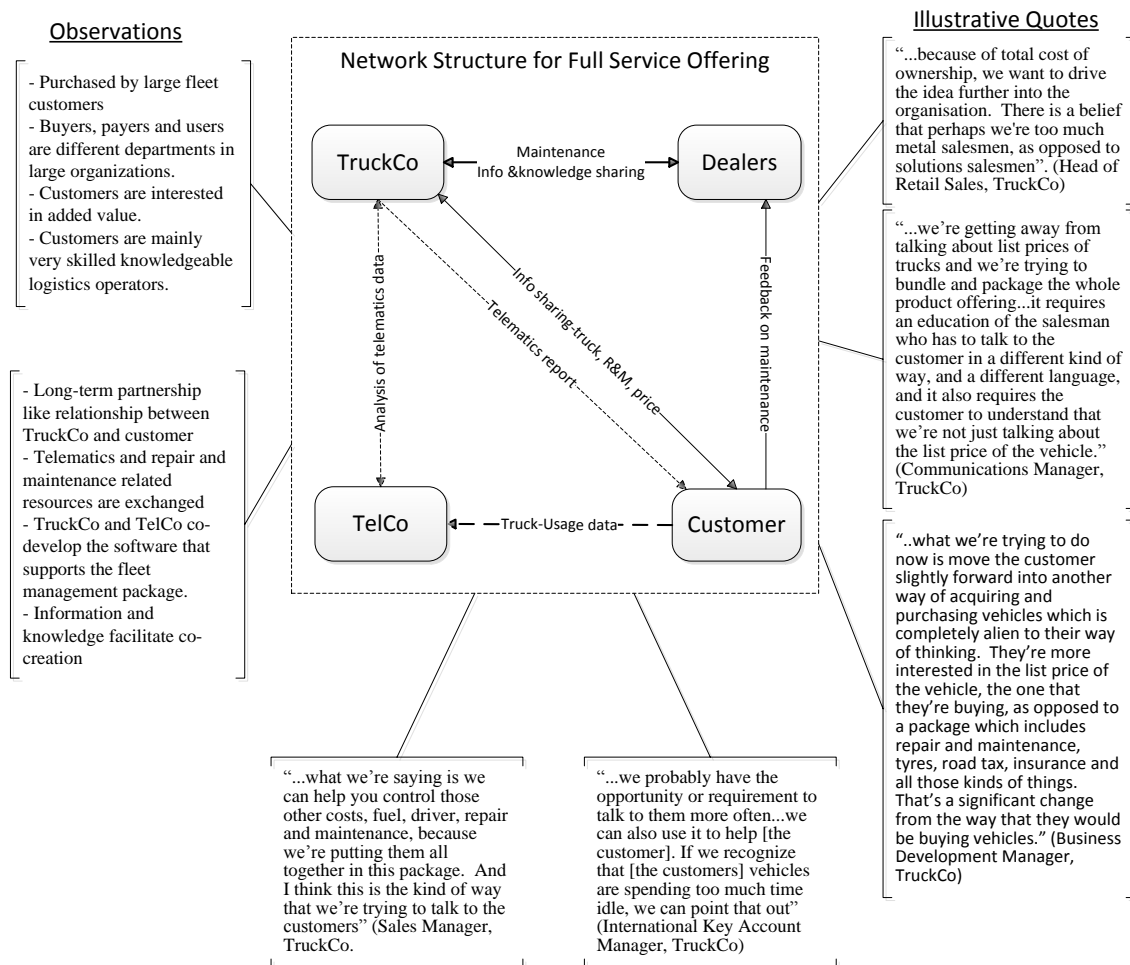 Observations
- Purchased by large fleet
customers
- Buyers, payers and users
are different departments in
large organizations.
- Customers are interested
in added value.
- Customers are mainly
very skilled knowledgeable
logistics operators.
- Long-term partnership
like relationship between
TruckCo and customer
- Telematics and repair and
maintenance related
resources are exchanged
- TruckCo and TelCo co-
develop the software that
supports the fleet
management package.
- Information and
knowledge facilitate co-
creation
Network Structure for Full Service Offering
TruckCo
Maintenance
Info &knowledge sharing
Dealers
Analysis of telematics data
Telematics report
Info sharing-truck, R&M, price
Feedback on maintenance
TelCo
Truck-Usage data
Customer
Illustrative Quotes
“...because of total cost of
ownership, we want to drive
the idea further into the
organisation.  There is a belief
that perhaps we're too much
metal salesmen, as opposed to
solutions salesmen”. (Head of
Retail Sales, TruckCo)
“...we’re getting away from
talking about list prices of
trucks and we’re trying to
bundle and package the whole
product offering...it requires
an education of the salesman
who has to talk to the
customer in a different kind of
way, and a different language,
and it also requires the
customer to understand that
we’re not just talking about
the list price of the vehicle.”
(Communications Manager,
TruckCo)
“..what we’re trying to do
now is move the customer
slightly forward into another
way of acquiring and
purchasing vehicles which is
completely alien to their way
of thinking.  They’re more
interested in the list price of
the vehicle, the one that
they’re buying, as opposed to
a package which includes
repair and maintenance,
tyres, road tax, insurance and
all those kinds of things.
That’s a significant change
from the way that they would
be buying vehicles.” (Business
Development Manager,
TruckCo)
“...what we’re saying is we
can help you control those
other costs, fuel, driver, repair
and maintenance, because
we’re putting them all
together in this package.  And
I think this is the kind of way
that we’re trying to talk to the
customers” (Sales Manager,
TruckCo.
“...we probably have the
opportunity or requirement to
talk to them more often...we
can also use it to help [the
customer]. If we recognize
that [the customers] vehicles
are spending too much time
idle, we can point that out”
(International Key Account
Manager, TruckCo)